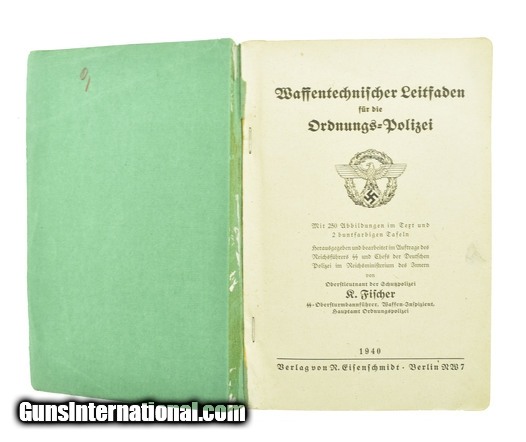 Waffentechnischer Leitfaden
für die
Ordnungs-Polizei
Mit 250 Abbildungen im Text und
2 buntfarbigen Tafeln
Herausgegeben und bearbeitet im Auftrage des
Reichsführers ᛋᛋ und Chefs der Deutschen
Polizei im Reichsministerium des Innern
von
Oberstleutnant der Schutzpolizei
K. Fischer
ᛋᛋ-Obersturmbannführer, Waffen-Inspizient,
Hauptamt Ordnungspolizei
1940
Verlag von R. Eisenschmidt · Berlin NW 7
GunsInternational.com